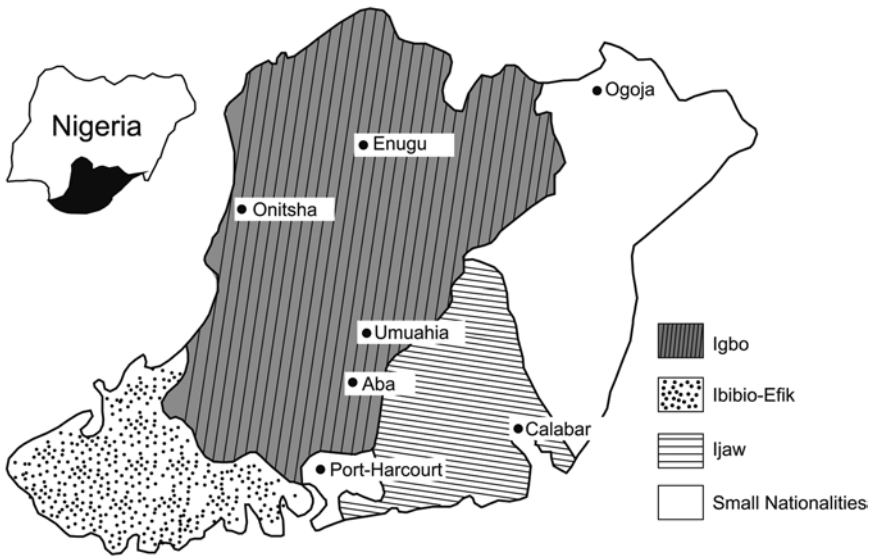 Nigeria
Ogoja
Enugu
Onitsha
Umuahia
Aba
Calabar
Port-Harcourt
Igbo
Ibibio-Efik
Ijaw
Small Nationalities